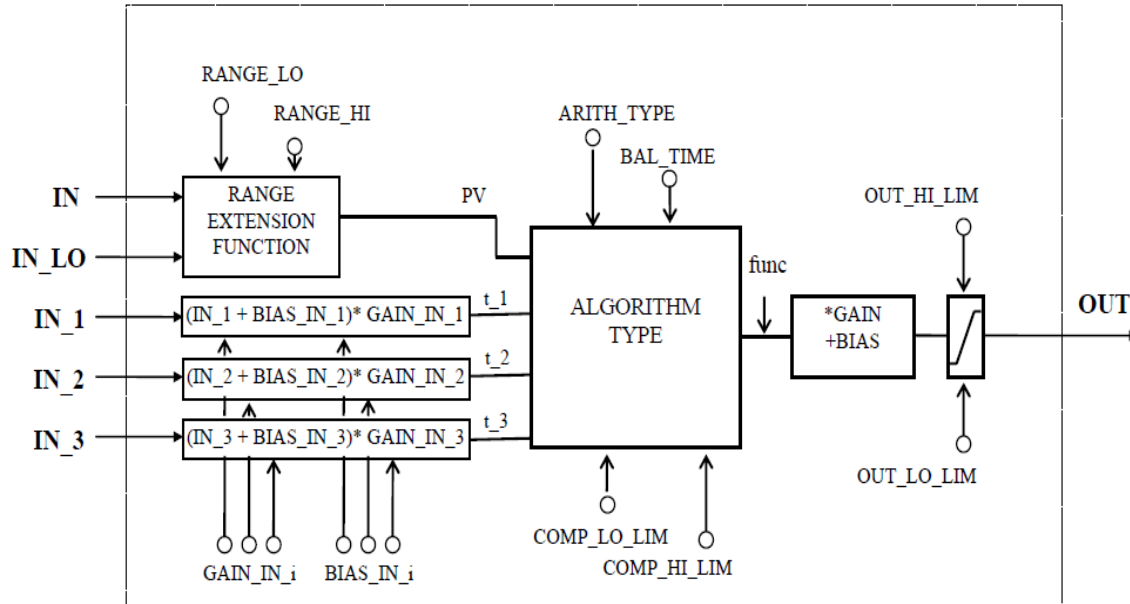 RANGE_LO
RANGE_HI
ARITH_TYPE
BAL_TIME
IN
RANGE
EXTENSION
FUNCTION
PV
OUT_HI_LIM
IN_LO
func
IN_1
(IN_1 + BIAS_IN_1)* GAIN_IN_1
t_1
ALGORITHM
TYPE
*GAIN
+BIAS
OUT
IN_2
(IN_2 + BIAS_IN_2)* GAIN_IN_2
t_2
IN_3
(IN_3 + BIAS_IN_3)* GAIN_IN_3
t_3
OUT_LO_LIM
COMP_LO_LIM
COMP_HI_LIM
GAIN_IN_i
BIAS_IN_i